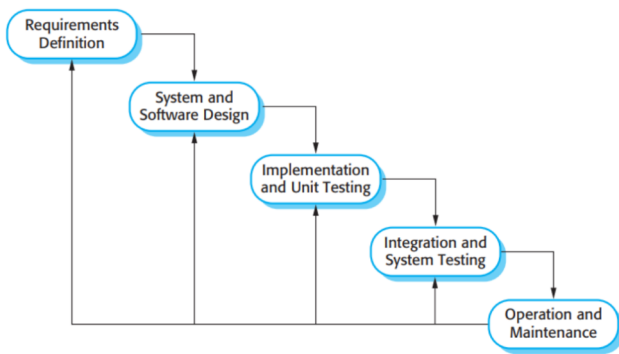 Requirements
Definition
System and
Software Design
Implementation
and Unit Testing
Integration and
System Testing
Operation and
Maintenance